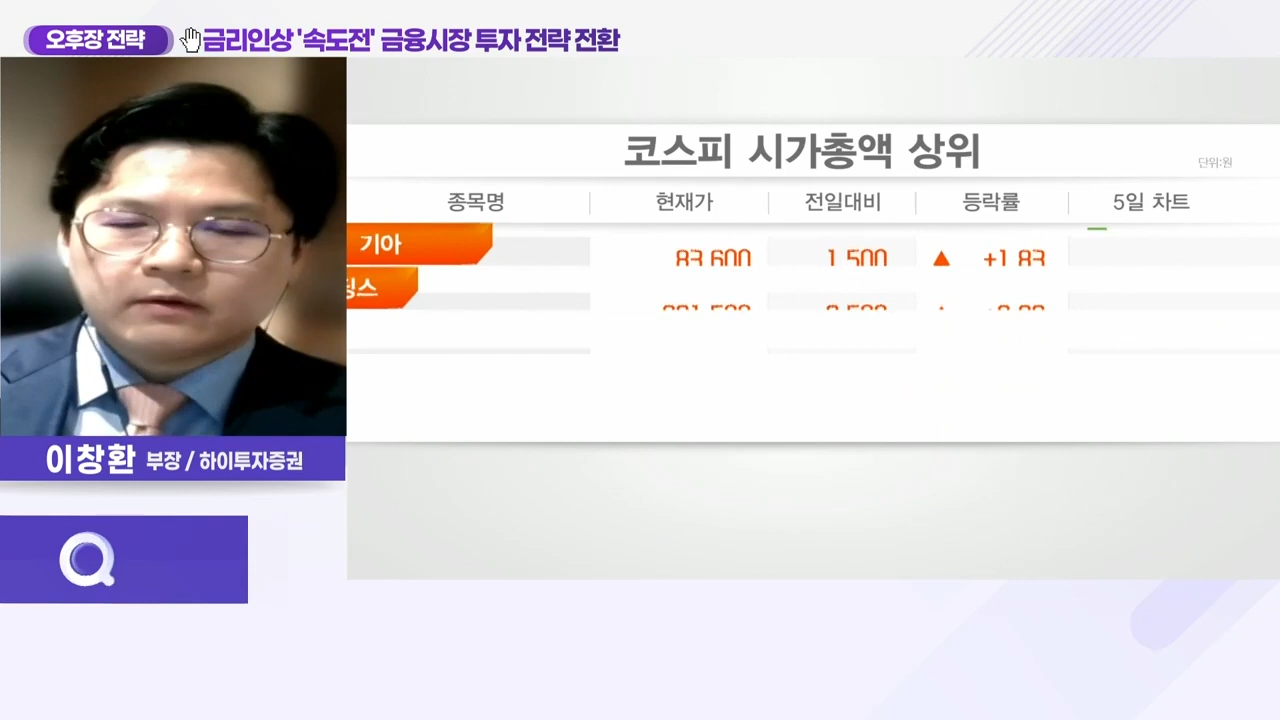 오후장 전략
금리인상 '속도전' 금융시장 투자 전략 전환
코스피 시가총액 상위
단위:원
종목명 현재가 전일대비 등락률 5일 차트
기아 83,600 1,500 ▲ +1.83
딩스
이창환 부장 / 하이투자증권
Q